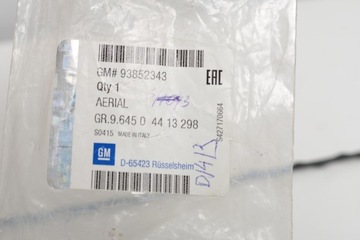 GM# 93852343
EAC
Qty 1
AERIAL
GR.9.645 D 44 13 298
S0415 MADE IN ITALY
S427170064
GM
D-65423 Rüsselsheim